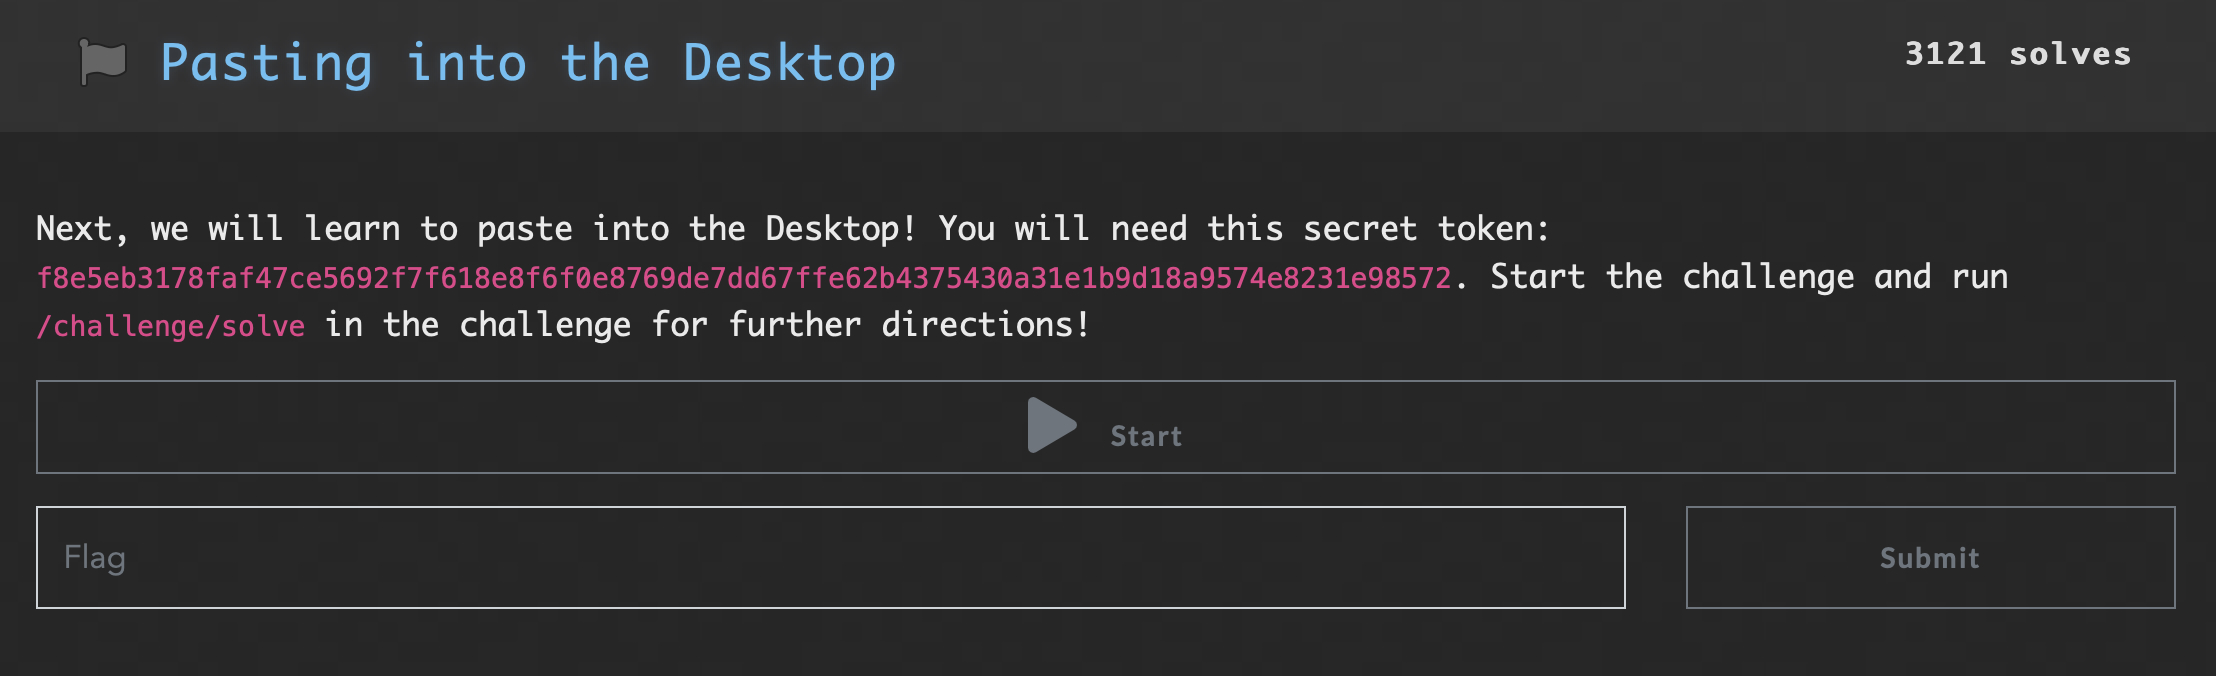 Pasting into the Desktop
3121 solves
Next, we will learn to paste into the Desktop! You will need this secret token:
f8e5eb3178faf47ce5692f7f618e8f6f0e8769de7dd67ffe62b4375430a31e1b9d18a9574e8231e98572. Start the challenge and run
/challenge/solve in the challenge for further directions!
Start
Flag
Submit